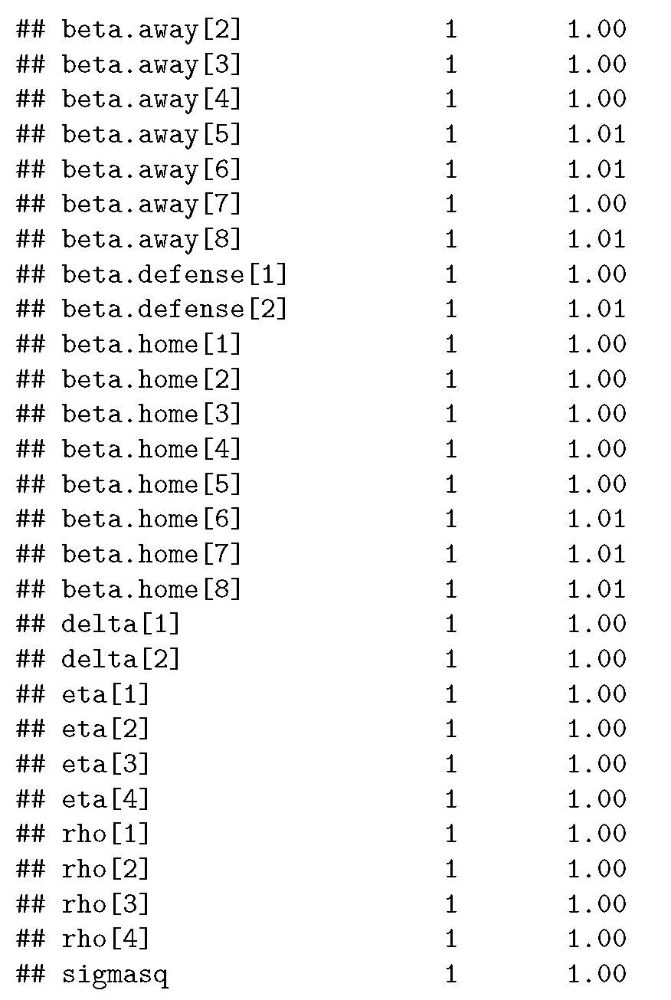 ## beta.away[2] 1 1.00
## beta.away[3] 1 1.00
## beta.away[4] 1 1.00
## beta.away[5] 1 1.01
## beta.away[6] 1 1.01
## beta.away[7] 1 1.00
## beta.away[8] 1 1.01
## beta.defense[1] 1 1.00
## beta.defense[2] 1 1.01
## beta.home[1] 1 1.00
## beta.home[2] 1 1.00
## beta.home[3] 1 1.00
## beta.home[4] 1 1.00
## beta.home[5] 1 1.00
## beta.home[6] 1 1.01
## beta.home[7] 1 1.01
## beta.home[8] 1 1.01
## delta[1] 1 1.00
## delta[2] 1 1.00
## eta[1] 1 1.00
## eta[2] 1 1.00
## eta[3] 1 1.00
## eta[4] 1 1.00
## rho[1] 1 1.00
## rho[2] 1 1.00
## rho[3] 1 1.00
## rho[4] 1 1.00
## sigmasq 1 1.00